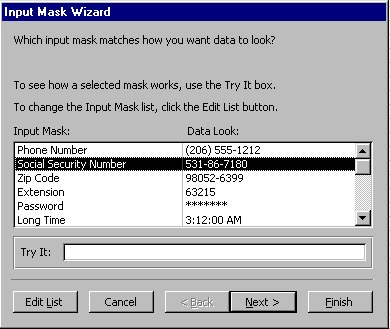 Input Mask Wizard
Which input mask matches how you want data to look?
To see how a selected mask works, use the Try It box.
To change the Input Mask list, click the Edit List button.
Input Mask: Data Look:
Phone Number (206) 555-1212
Social Security Number 531-86-7180
Zip Code 98052-6399
Extension 63215
Password *******
Long Time 3:12:00 AM
Try It:
Edit List Cancel < Back Next > Finish